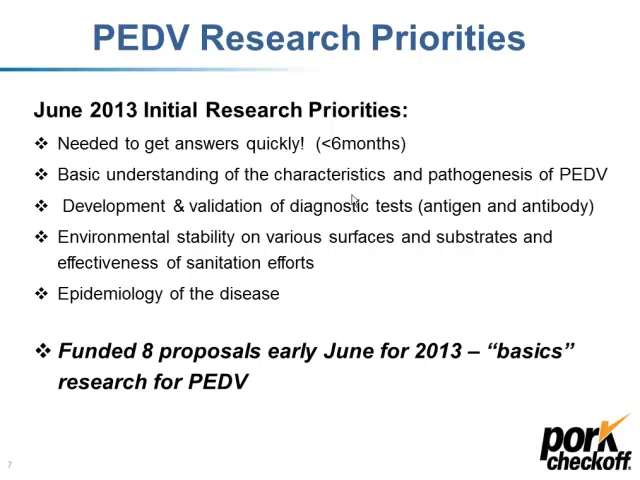 PEDV Research Priorities
June 2013 Initial Research Priorities:
❖ Needed to get answers quickly! (<6months)
❖ Basic understanding of the characteristics and pathogenesis of PEDV
❖ Development & validation of diagnostic tests (antigen and antibody)
❖ Environmental stability on various surfaces and substrates and
effectiveness of sanitation efforts
❖ Epidemiology of the disease
❖ Funded 8 proposals early June for 2013 – “basics”
research for PEDV
7
pork
checkoff.